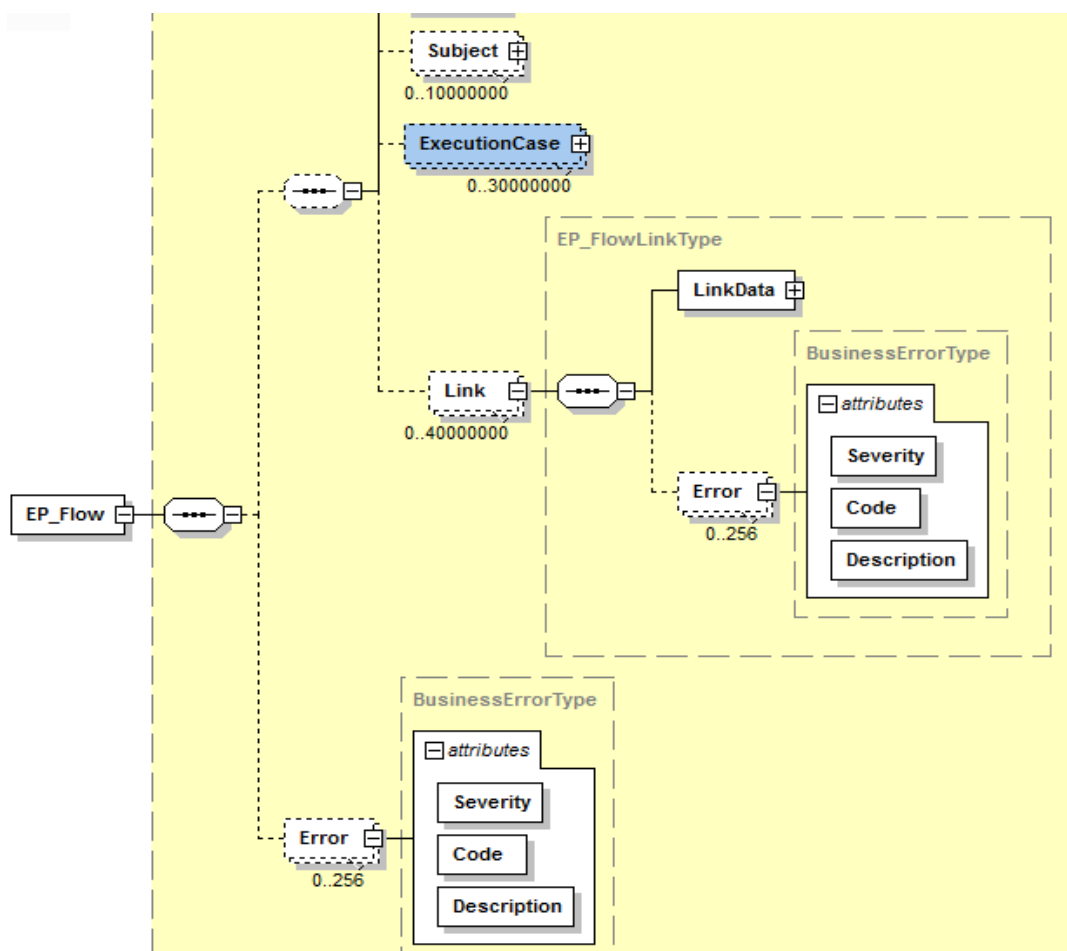 Subject
0..10000000
ExecutionCase
0..30000000
EP_FlowLinkType
LinkData
BusinessErrorType
attributes
Link
0..40000000
Severity
Error
0..256
Code
Description
EP_Flow
BusinessErrorType
attributes
Severity
Error
0..256
Code
Description